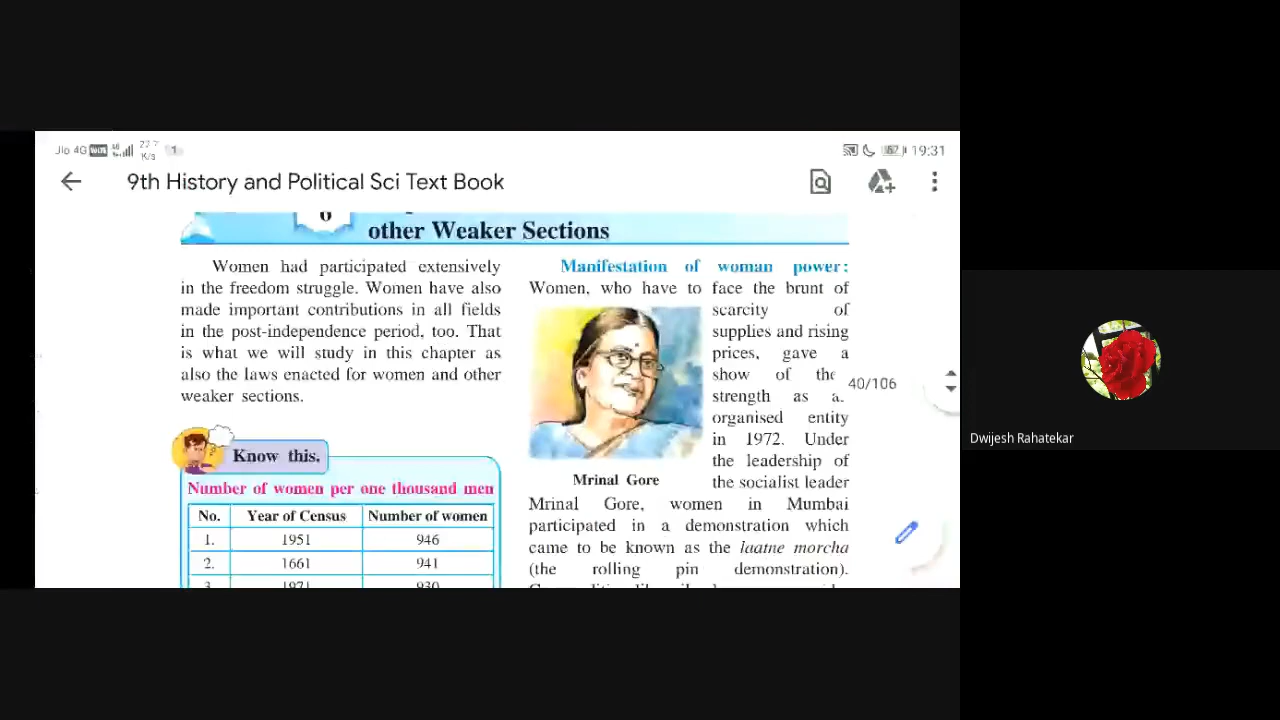 Jio 4G
K/s
1
19:31
9th History and Political Sci Text Book
6
other Weaker Sections
Women had participated extensively
in the freedom struggle. Women have also
made important contributions in all fields
in the post-independence period, too. That
is what we will study in this chapter as
also the laws enacted for women and other
weaker sections.
Know this.
Number of women per one thousand men
No. Year of Census Number of women
1. 1951 946
2. 1661 941
3. 1971 930
Manifestation of woman power:
Women, who have to face the brunt of
scarcity of
supplies and rising
prices, gave a
show of
strength as
organised entity
in 1972. Under
the leadership of
the socialist leader
Mrinal Gore
Mrinal Gore, women in Mumbai
participated in a demonstration which
came to be known as the laatne morcha
(the rolling pin demonstration).
40/106
Dwijesh Rahatekar